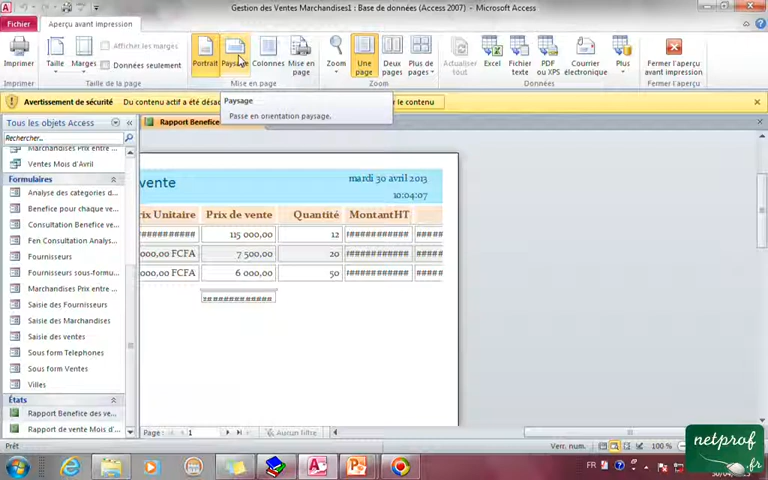 Gestion des Ventes Marchandises1 : Base de données (Access 2007) - Microsoft Access
Fichier
Aperçu avant impression
Imprimer
Taille
Marges
Afficher les marges
Données seulement
Portrait
Paysage
Colonnes
Mise en page
Zoom
Une page
Deux pages
Plus de pages
Actualiser tout
Excel
Fichier texte
PDF ou XPS
Courrier électronique
Plus
Fermer l'aperçu avant impression
Imprimer
Taille de la page
Mise en page
Zoom
Données
Fermer l'aperçu
Avertissement de sécurité
Du contenu actif a été désac
r le contenu
Paysage
Passe en orientation paysage.
Tous les objets Access
Rechercher...
Marchandises Prix entre ...
Ventes Mois d'Avril
Formulaires
Analyse des categories d...
Benefice pour chaque ve...
Consultation Benefice ve...
Fen Consultation Analys...
Fournisseurs
Fournisseurs sous-formu...
Marchandises Prix entre ...
Saisie des Fournisseurs
Saisie des Marchandises
Saisie des ventes
Sous form Telephones
Sous form Ventes
Villes
États
Rapport Benefice des ve...
Rapport de vente Mois d'...
Rapport Benefice
vente
mardi 30 avril 2013
10:04:07
rix Unitaire Prix de vente Quantité MontantHT
########### 115 000,00 12 ########### #####
000,00 FCFA 7 500,00 20 ########### #####
000,00 FCFA 6 000,00 50 ########### #####
############
Page : 1
Aucun filtre
Prêt
Verr. num.
100 %
FR
netprof
.fr